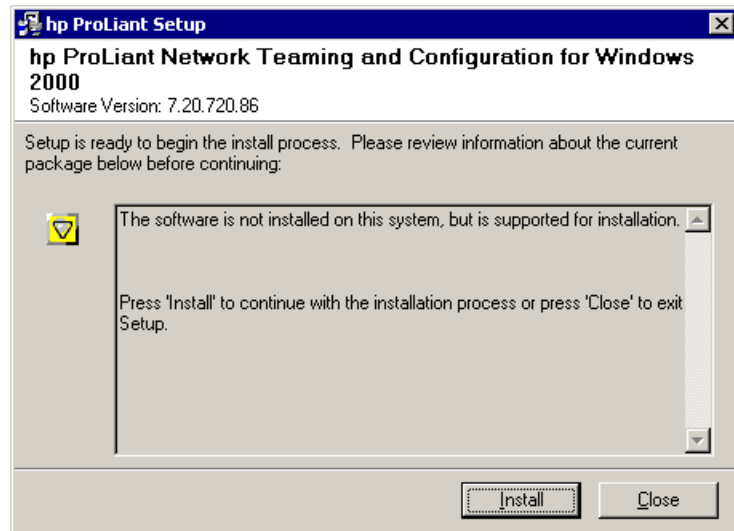 hp ProLiant Setup
hp ProLiant Network Teaming and Configuration for Windows
2000
Software Version: 7.20.720.86
Setup is ready to begin the install process.  Please review information about the current
package below before continuing:
The software is not installed on this system, but is supported for installation.
Press 'Install' to continue with the installation process or press 'Close' to exit
Setup.
Install
Close